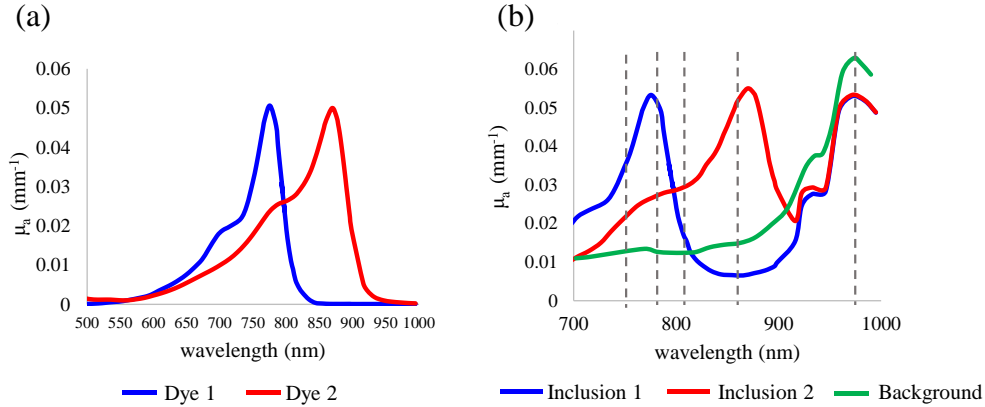 (a)
0.06
0.05
0.04
0.03
0.02
0.01
0
μa (mm-1)
500 550 600 650 700 750 800 850 900 950 1000
wavelength (nm)
Dye 1 Dye 2
(b)
0.06
0.05
0.04
0.03
0.02
0.01
0
μa (mm-1)
700 800 900 1000
wavelength (nm)
Inclusion 1 Inclusion 2 Background